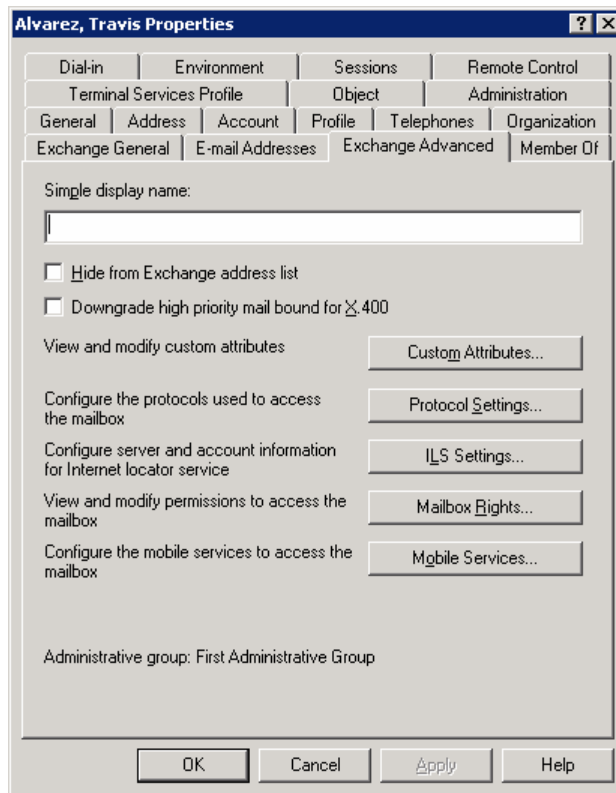 Alvarez, Travis Properties
Dial-in Environment Sessions Remote Control
Terminal Services Profile Object Administration
General Address Account Profile Telephones Organization
Exchange General E-mail Addresses Exchange Advanced Member Of
Simple display name:
Hide from Exchange address list
Downgrade high priority mail bound for X.400
View and modify custom attributes Custom Attributes...
Configure the protocols used to access
the mailbox
Protocol Settings...
Configure server and account information
for Internet locator service
ILS Settings...
View and modify permissions to access the
mailbox
Mailbox Rights...
Configure the mobile services to access the
mailbox
Mobile Services...
Administrative group: First Administrative Group
OK Cancel Apply Help